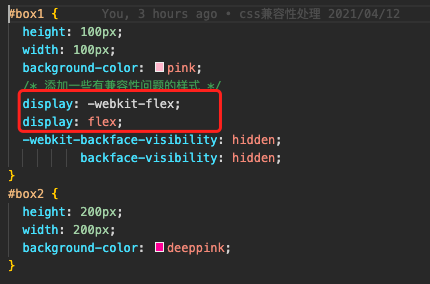 #box1 { You, 3 hours ago • css兼容性处理 2021/04/12
height: 100px;
width: 100px;
background-color: pink;
/* 添加一些有兼容性问题的样式 */
display: -webkit-flex;
display: flex;
-webkit-backface-visibility: hidden;
backface-visibility: hidden;
}
#box2 {
height: 200px;
width: 200px;
background-color: deeppink;
}